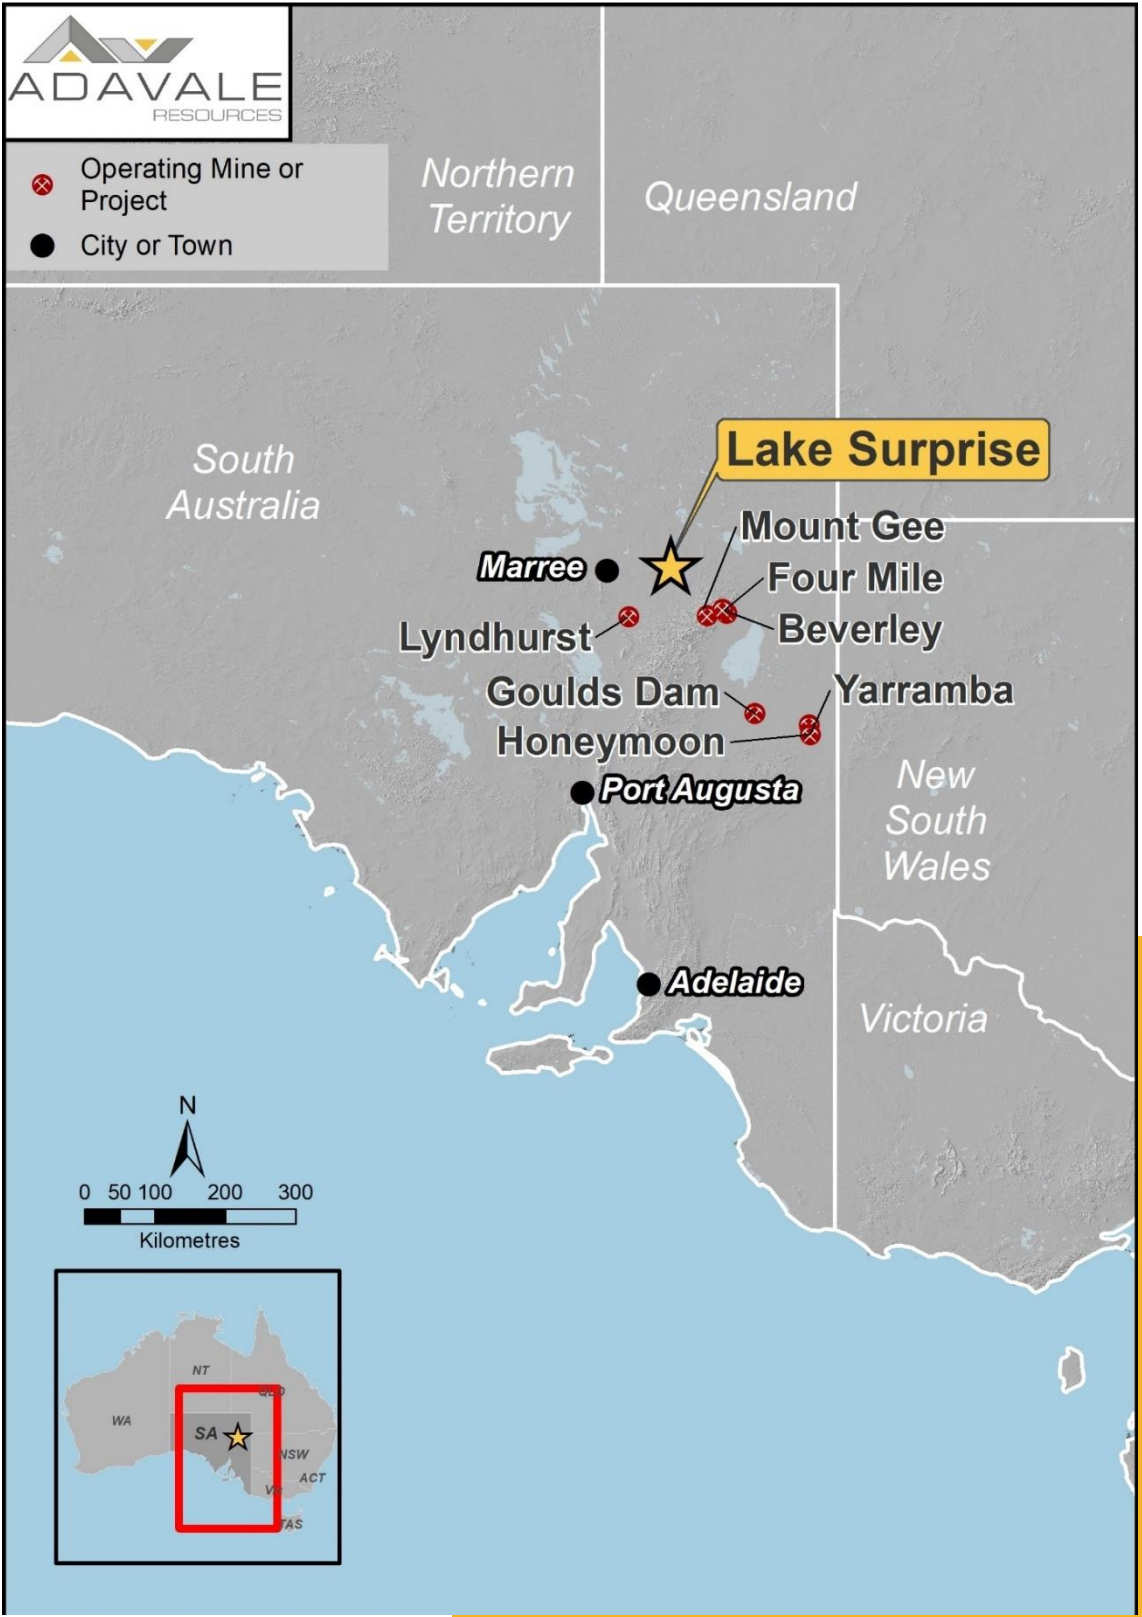 ADAVALE
RESOURCES
Operating Mine or
Project
City or Town
Northern
Territory
Queensland
South
Australia
Lake Surprise
Mount Gee
Marree
Four Mile
Lyndhurst
Beverley
Goulds Dam
Yarramba
Honeymoon
New
South
Wales
Port Augusta
Adelaide
Victoria
N
0 50 100 200 300
Kilometres
NT
QLD
WA
SA
NSW
ACT
VIC
TAS